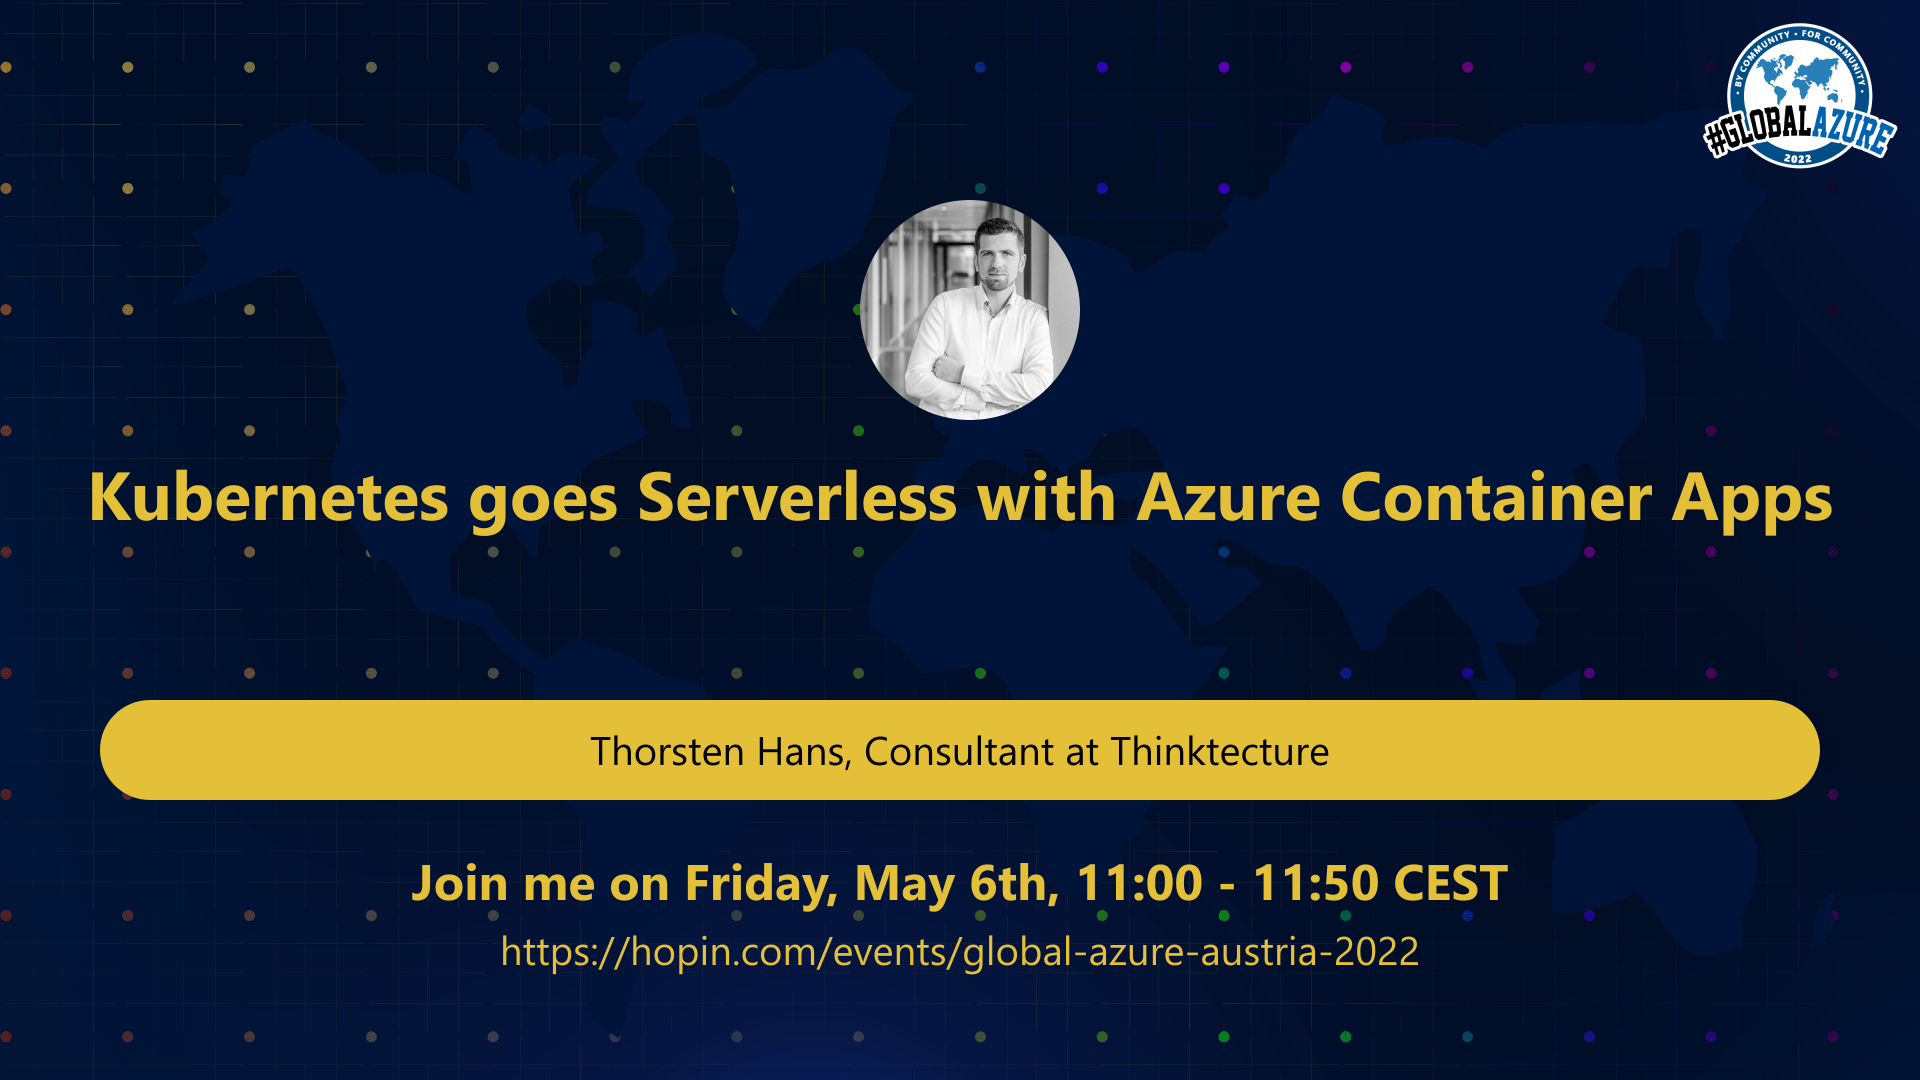 • BY COMMUNITY • FOR COMMUNITY •
#GLOBALAZURE
2022
Kubernetes goes Serverless with Azure Container Apps
Thorsten Hans, Consultant at Thinktecture
Join me on Friday, May 6th, 11:00 - 11:50 CEST
https://hopin.com/events/global-azure-austria-2022